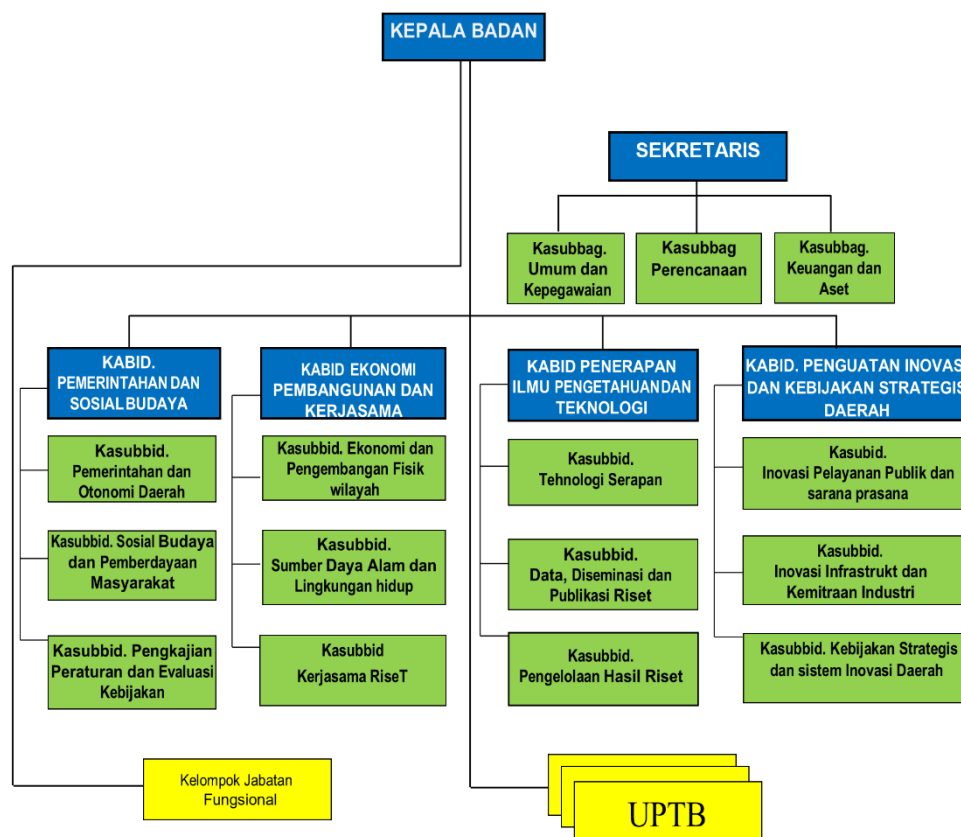 KEPALA BADAN
SEKRETARIS
Kasubbag.
Umum dan
Kepegawaian
Kasubbag
Perencanaan
Kasubbag.
Keuangan dan
Aset
KABID.
PEMERINTAHAN DAN
SOSIAL BUDAYA
KABID EKONOMI
PEMBANGUNAN DAN
KERJASAMA
KABID PENERAPAN
ILMU PENGETAHUAN DAN
TEKNOLOGI
KABID. PENGUATAN INOVASI
DAN KEBIJAKAN STRATEGIS
DAERAH
Kasubbid.
Pemerintahan dan
Otonomi Daerah
Kasubbid. Sosial Budaya
dan Pemberdayaan
Masyarakat
Kasubbid. Pengkajian
Peraturan dan Evaluasi
Kebijakan
Kasubbid. Ekonomi dan
Pengembangan Fisik
wilayah
Kasubbid.
Sumber Daya Alam dan
Lingkungan hidup
Kasubbid
Kerjasama RiseT
Kasubbid.
Tehnologi Serapan
Kasubbid.
Data, Diseminasi dan
Publikasi Riset
Kasubbid.
Pengelolaan Hasil Riset
Kasubid.
Inovasi Pelayanan Publik dan
sarana prasana
Kasubbid.
Inovasi Infrastrukt dan
Kemitraan Industri
Kasubbid. Kebijakan Strategis
dan sistem Inovasi Daerah
Kelompok Jabatan
Fungsional
UPTB